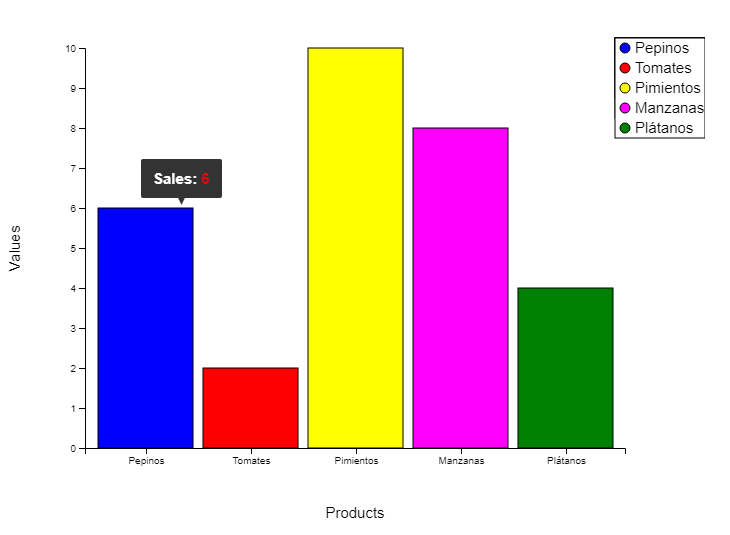 Pepinos
Tomates
Pimientos
Manzanas
Plátanos
10
9
8
7
6
5
4
3
2
1
0
Sales: 6
Values
Pepinos Tomates Pimientos Manzanas Plátanos
Products